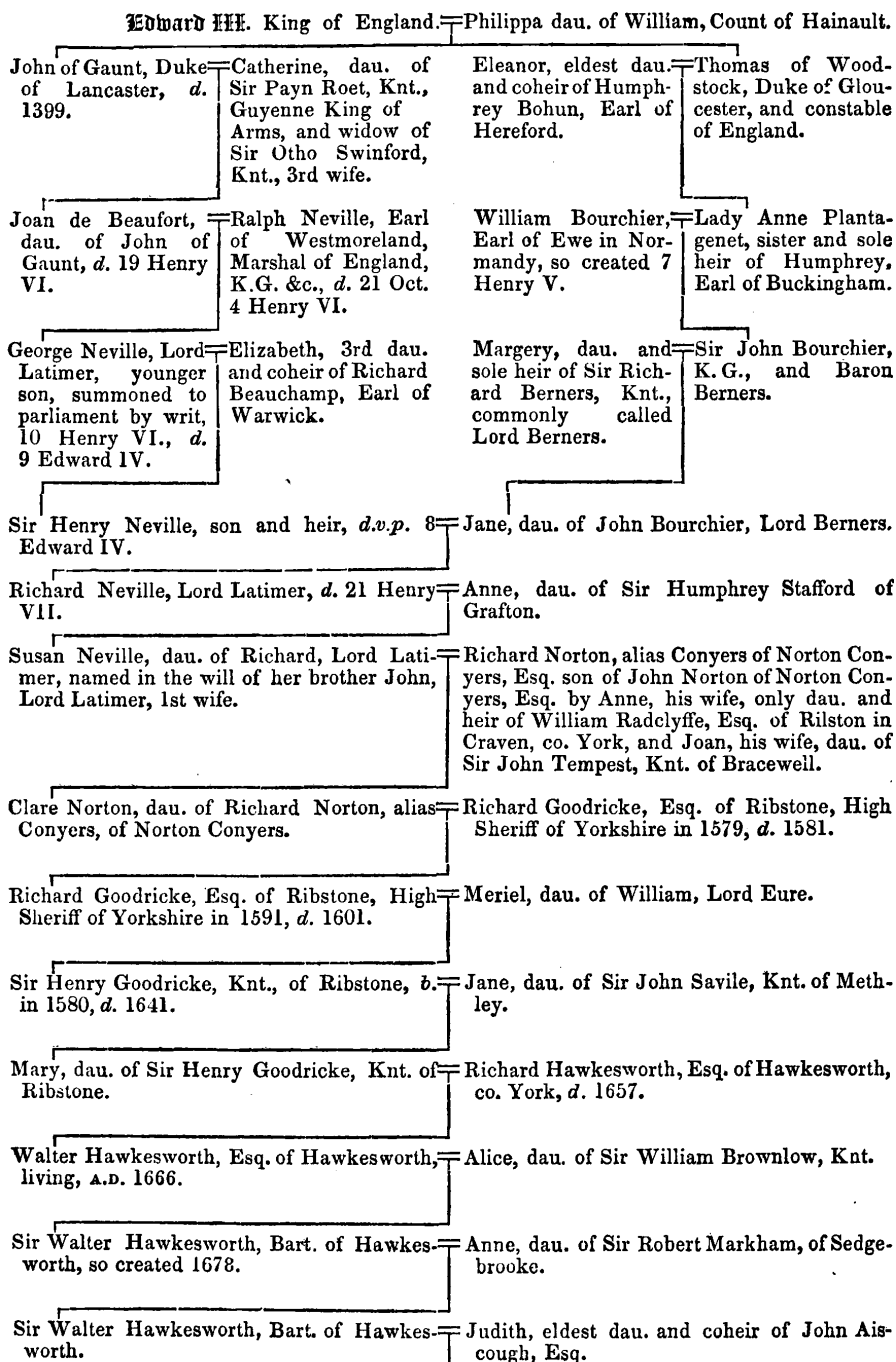 Edward III. King of England. Philippa dau. of William, Count of Hainault.
John of Gaunt, Duke
of Lancaster, d.
1399.
Catherine, dau. of
Sir Payn Roet, Knt.,
Guyenne King of
Arms, and widow of
Sir Otho Swinford,
Knt., 3rd wife.
Eleanor, eldest dau.
and coheir of Humph-
rey Bohun, Earl of
Hereford.
Thomas of Wood-
stock, Duke of Glou-
cester, and constable
of England.
Joan de Beaufort,
dau. of John of
Gaunt, d. 19 Henry
VI.
Ralph Neville, Earl
of Westmoreland,
Marshal of England,
K.G. &c., d. 21 Oct.
4 Henry VI.
William Bourchier,
Earl of Ewe in Nor-
mandy, so created 7
Henry V.
Lady Anne Planta-
genet, sister and sole
heir of Humphrey,
Earl of Buckingham.
George Neville, Lord
Latimer, younger
son, summoned to
parliament by writ,
10 Henry VI., d.
9 Edward IV.
Elizabeth, 3rd dau.
and coheir of Richard
Beauchamp, Earl of
Warwick.
Margery, dau. and
sole heir of Sir Rich-
ard Berners, Knt.,
commonly called
Lord Berners.
Sir John Bourchier,
K.G., and Baron
Berners.
Sir Henry Neville, son and heir, d.v.p. 8
Edward IV.
Jane, dau. of John Bourchier, Lord Berners.
Richard Neville, Lord Latimer, d. 21 Henry
VII.
Anne, dau. of Sir Humphrey Stafford of
Grafton.
Susan Neville, dau. of Richard, Lord Lati-
mer, named in the will of her brother John,
Lord Latimer, 1st wife.
Richard Norton, alias Conyers of Norton Con-
yers, Esq. son of John Norton of Norton Con-
yers, Esq. by Anne, his wife, only dau. and
heir of William Radclyffe, Esq. of Rilston in
Craven, co. York, and Joan, his wife, dau. of
Sir John Tempest, Knt. of Bracewell.
Clare Norton, dau. of Richard Norton, alias
Conyers, of Norton Conyers.
Richard Goodricke, Esq. of Ribstone, High
Sheriff of Yorkshire in 1579, d. 1581.
Richard Goodricke, Esq. of Ribstone, High
Sheriff of Yorkshire in 1591, d. 1601.
Meriel, dau. of William, Lord Eure.
Sir Henry Goodricke, Knt., of Ribstone, b.
in 1580, d. 1641.
Jane, dau. of Sir John Savile, Knt. of Meth-
ley.
Mary, dau. of Sir Henry Goodricke, Knt. of
Ribstone.
Richard Hawkesworth, Esq. of Hawkesworth,
co. York, d. 1657.
Walter Hawkesworth, Esq. of Hawkesworth,
living, A.D. 1666.
Alice, dau. of Sir William Brownlow, Knt.
Sir Walter Hawkesworth, Bart. of Hawkes-
worth, so created 1678.
Anne, dau. of Sir Robert Markham, of Sedge-
brooke.
Sir Walter Hawkesworth, Bart. of Hawkes-
worth.
Judith, eldest dau. and coheir of John Ais-
cough, Esq.